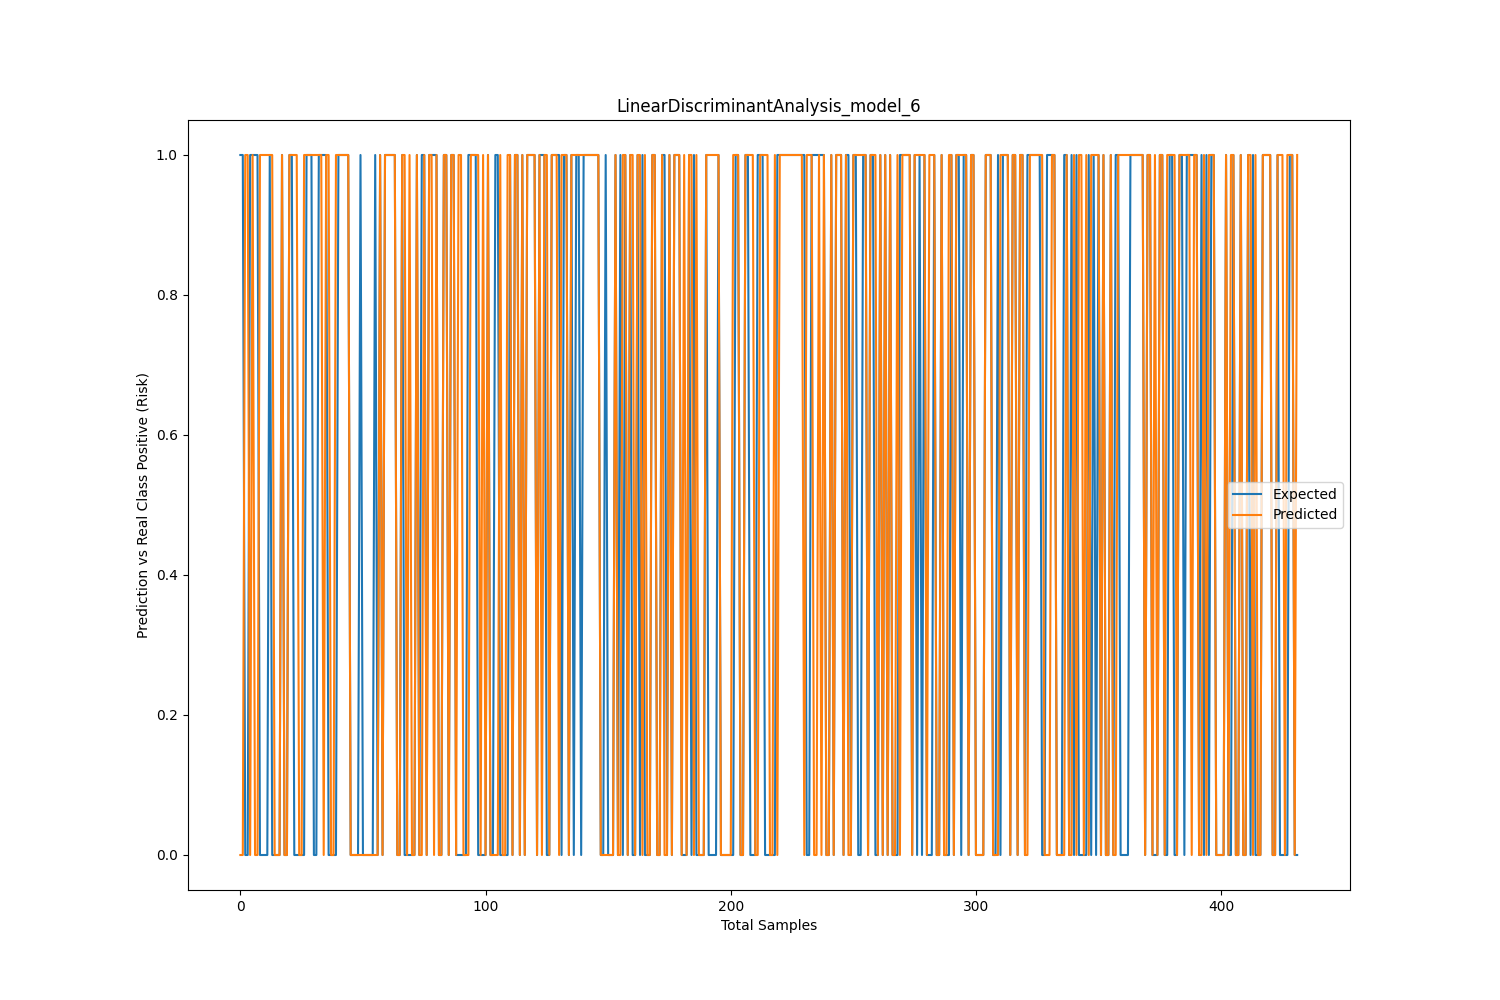 LinearDiscriminantAnalysis_model_6
Prediction vs Real Class Positive (Risk)
1.0
0.8
0.6
0.4
0.2
0.0
Expected
Predicted
0 100 200 300 400
Total Samples